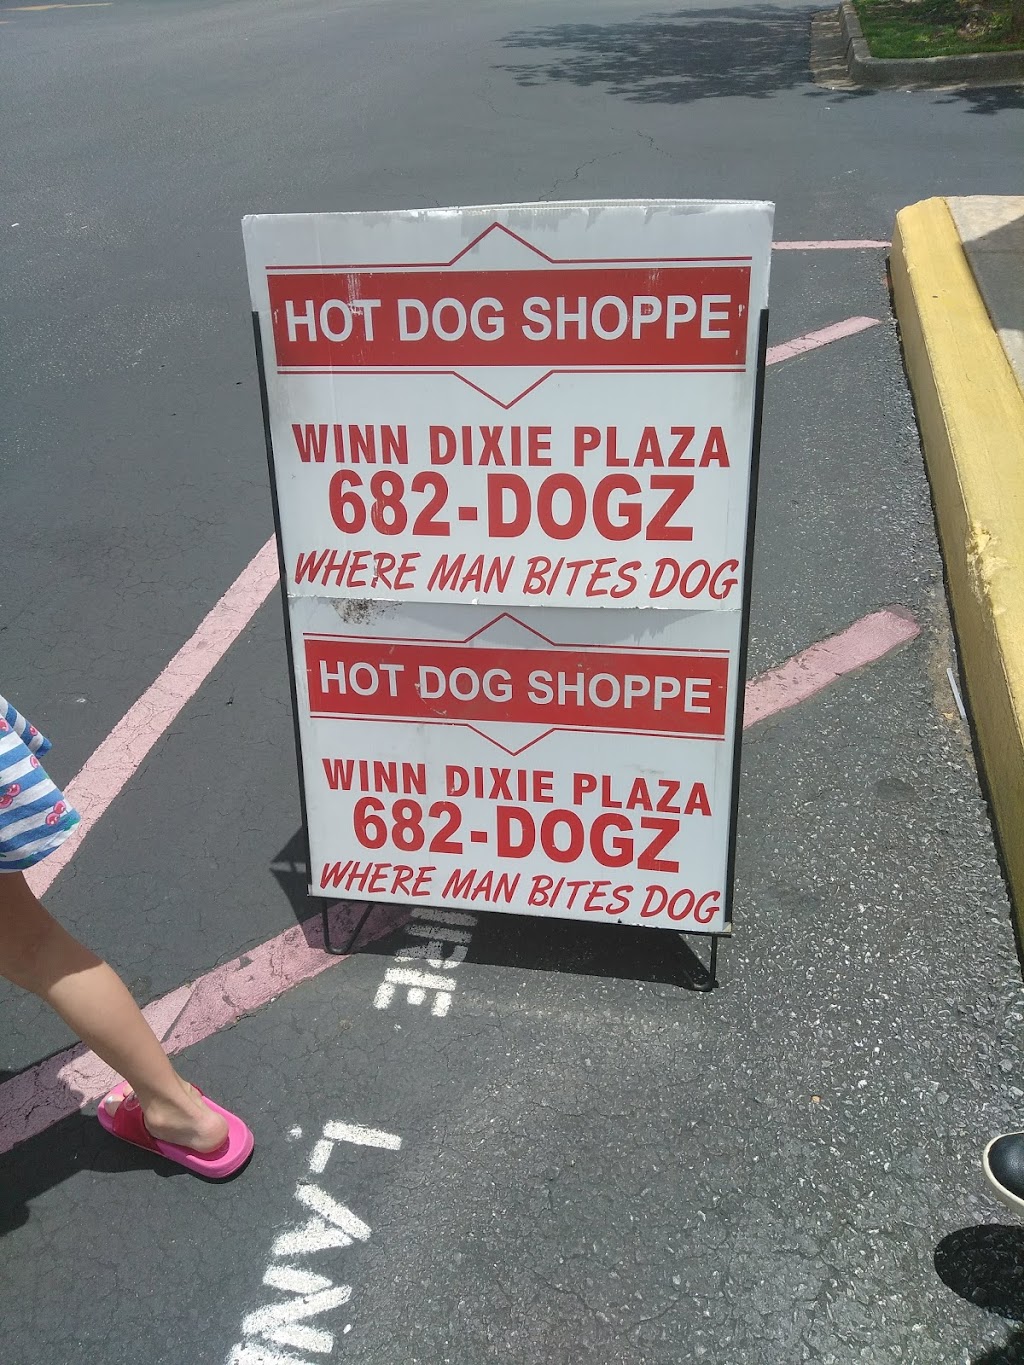 HOT DOG SHOPPE
WINN DIXIE PLAZA
682-DOGZ
WHERE MAN BITES DOG
HOT DOG SHOPPE
WINN DIXIE PLAZA
682-DOGZ
WHERE MAN BITES DOG